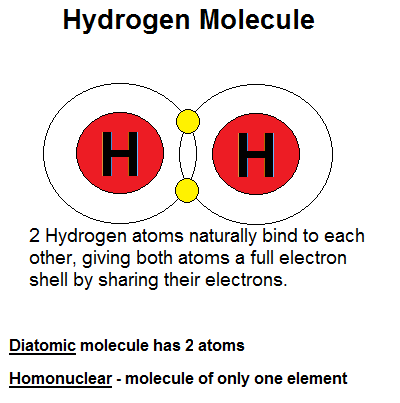 Hydrogen Molecule
H H
2 Hydrogen atoms naturally bind to each
other, giving both atoms a full electron
shell by sharing their electrons.
Diatomic molecule has 2 atoms
Homonuclear - molecule of only one element